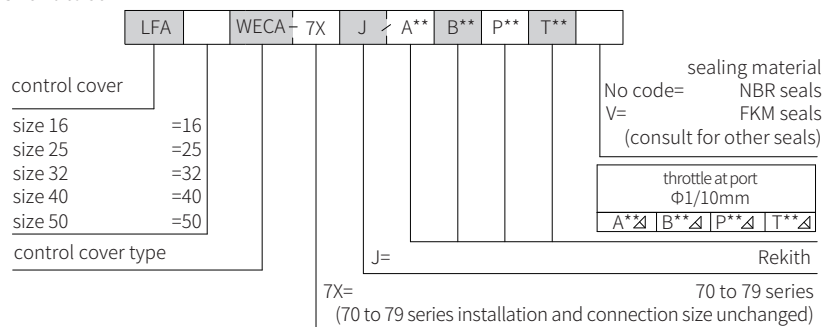 LFA WECA - 7X J / A** B** P** T**
control cover
size 16 =16
size 25 =25
size 32 =32
size 40 =40
size 50 =50
control cover type
sealing material
No code= NBR seals
V= FKM seals
(consult for other seals)
throttle at port
Φ1/10mm
A** B** P** T**
J= Rekith
7X= 70 to 79 series
(70 to 79 series installation and connection size unchanged)